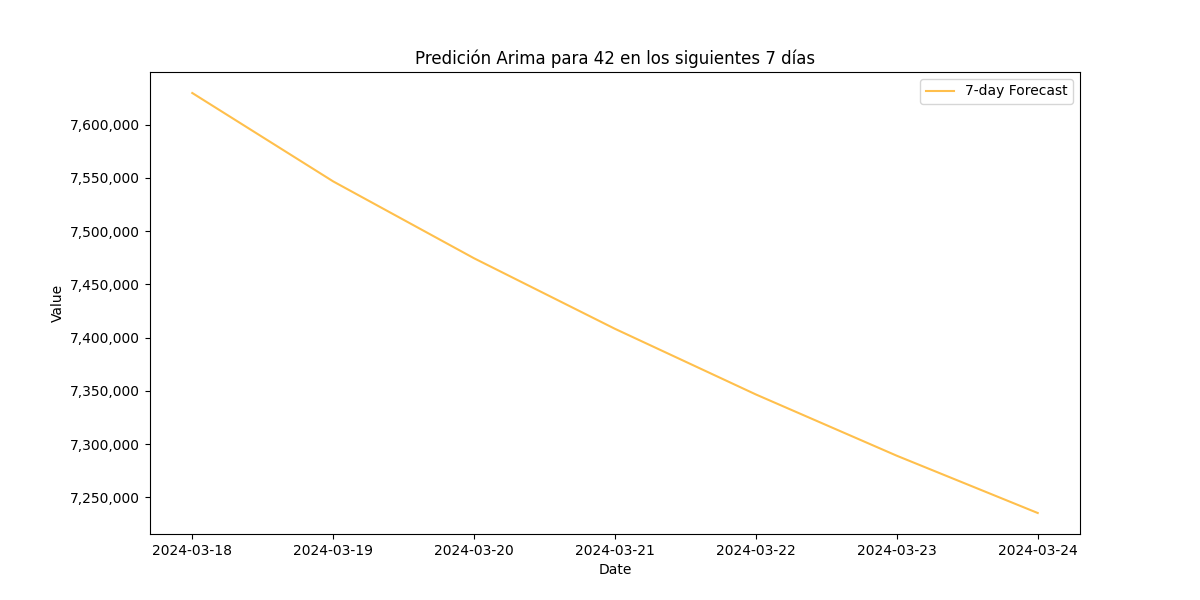 Predición Arima para 42 en los siguientes 7 días
7-day Forecast
7,600,000
7,550,000
7,500,000
7,450,000
7,400,000
7,350,000
7,300,000
7,250,000
Value
2024-03-18 2024-03-19 2024-03-20 2024-03-21 2024-03-22 2024-03-23 2024-03-24
Date